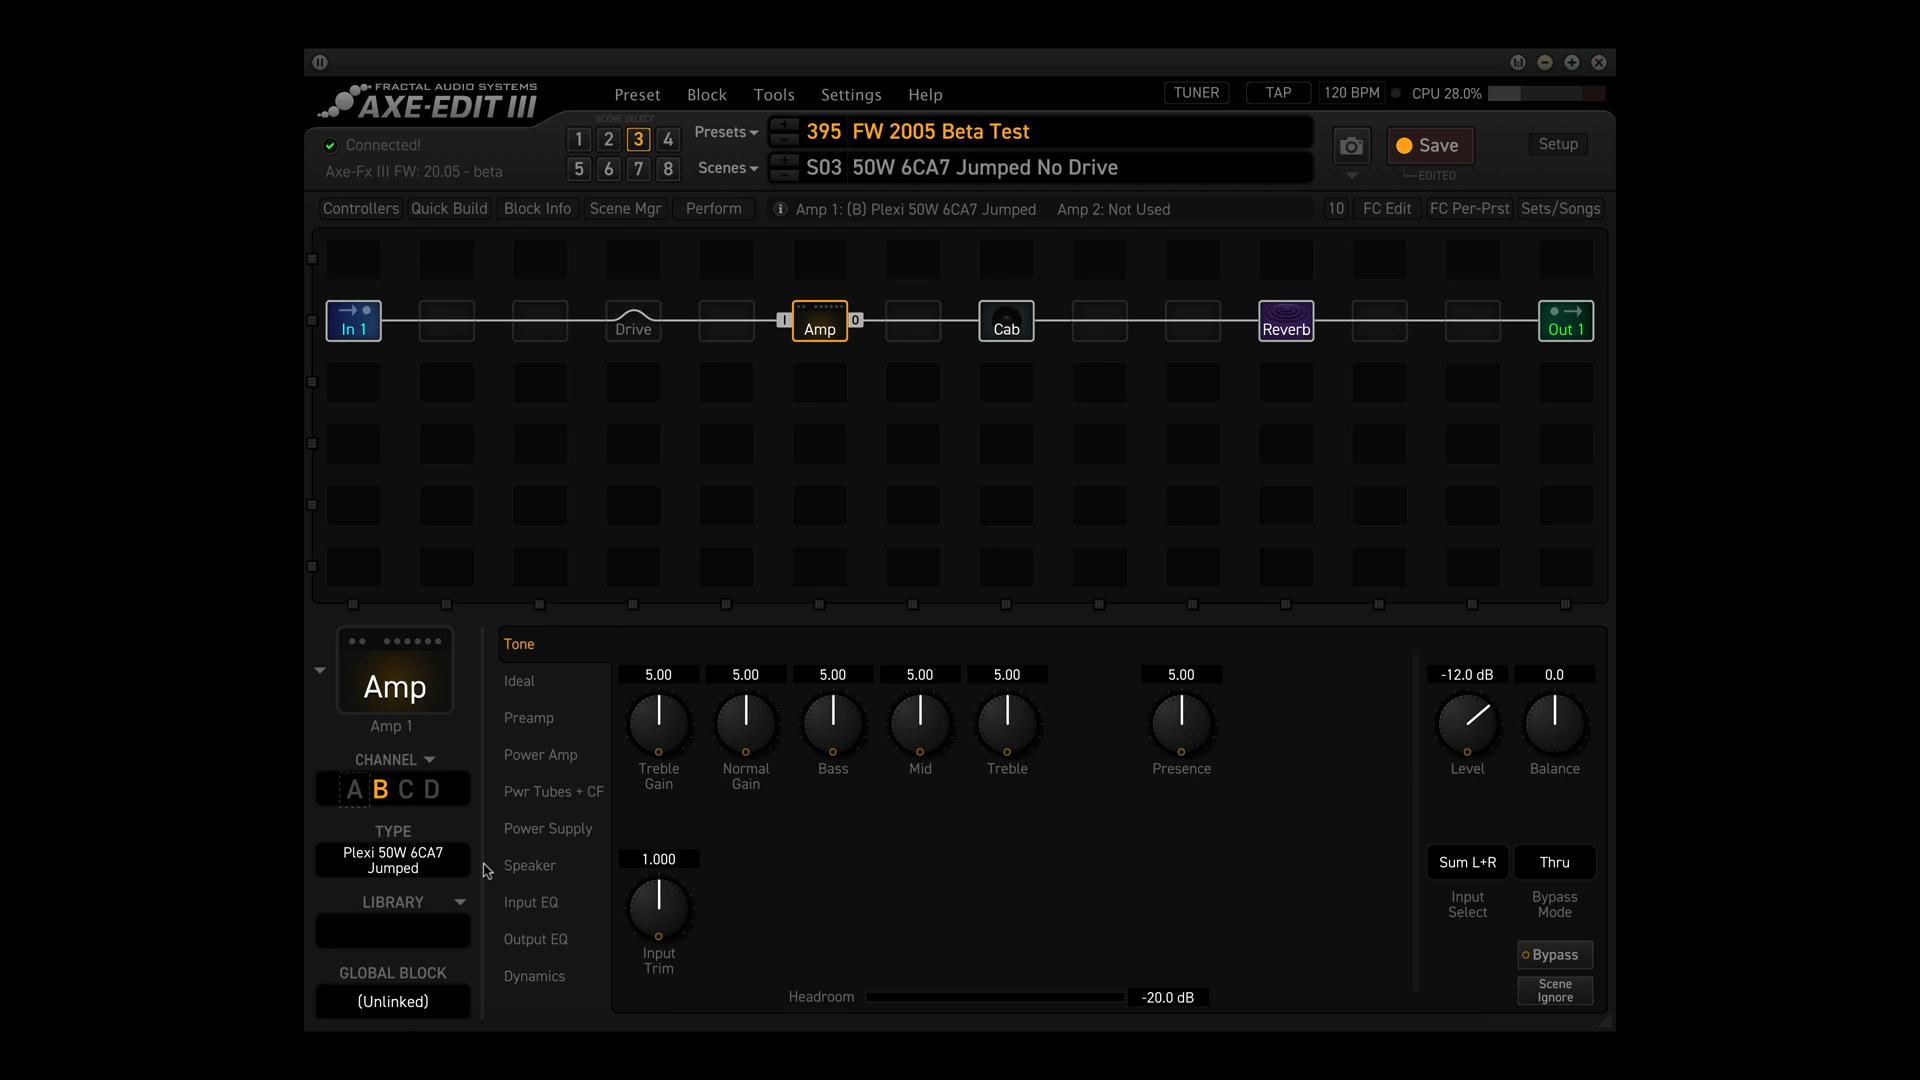 FRACTAL AUDIO SYSTEMS
AXE-EDIT III
Preset Block Tools Settings Help
TUNER TAP 120 BPM CPU 28.0%
Connected!
Axe-Fx III FW: 20.05 - beta
SCENE SELECT
1 2 3 4
5 6 7 8
Presets
+ − 395 FW 2005 Beta Test
Scenes
+ − S03 50W 6CA7 Jumped No Drive
Save
EDITED
Setup
Controllers Quick Build Block Info Scene Mgr Perform
Amp 1: (B) Plexi 50W 6CA7 Jumped Amp 2: Not Used
10 FC Edit FC Per-Prst Sets/Songs
In 1 Drive I Amp O Cab Reverb Out 1
Amp
Amp 1
CHANNEL
A B C D
TYPE
Plexi 50W 6CA7
Jumped
LIBRARY
GLOBAL BLOCK
(Unlinked)
Tone
Ideal
Preamp
Power Amp
Pwr Tubes + CF
Power Supply
Speaker
Input EQ
Output EQ
Dynamics
5.00 5.00 5.00 5.00 5.00 5.00
Treble Gain
Normal Gain
Bass
Mid
Treble
Presence
1.000
Input Trim
Headroom -20.0 dB
-12.0 dB 0.0
Level Balance
Sum L+R Thru
Input Select
Bypass Mode
Bypass
Scene Ignore